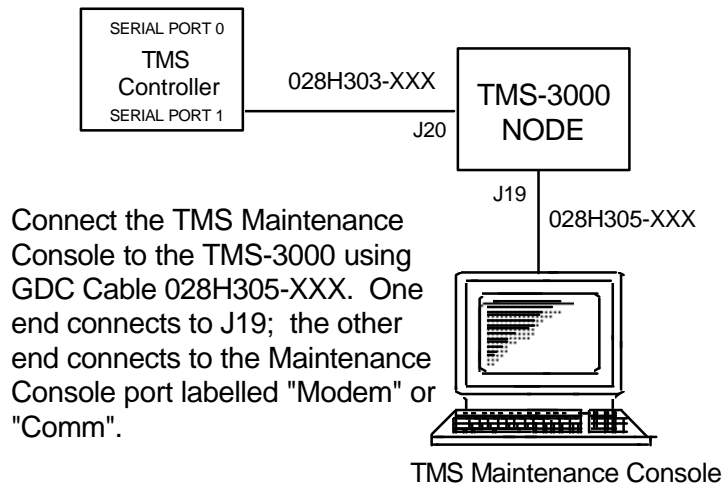 SERIAL PORT 0
TMS
Controller
SERIAL PORT 1
028H303-XXX
J20
TMS-3000
NODE
J19
028H305-XXX
Connect the TMS Maintenance
Console to the TMS-3000 using
GDC Cable 028H305-XXX.  One
end connects to J19;  the other
end connects to the Maintenance
Console port labelled "Modem" or
"Comm".
TMS Maintenance Console